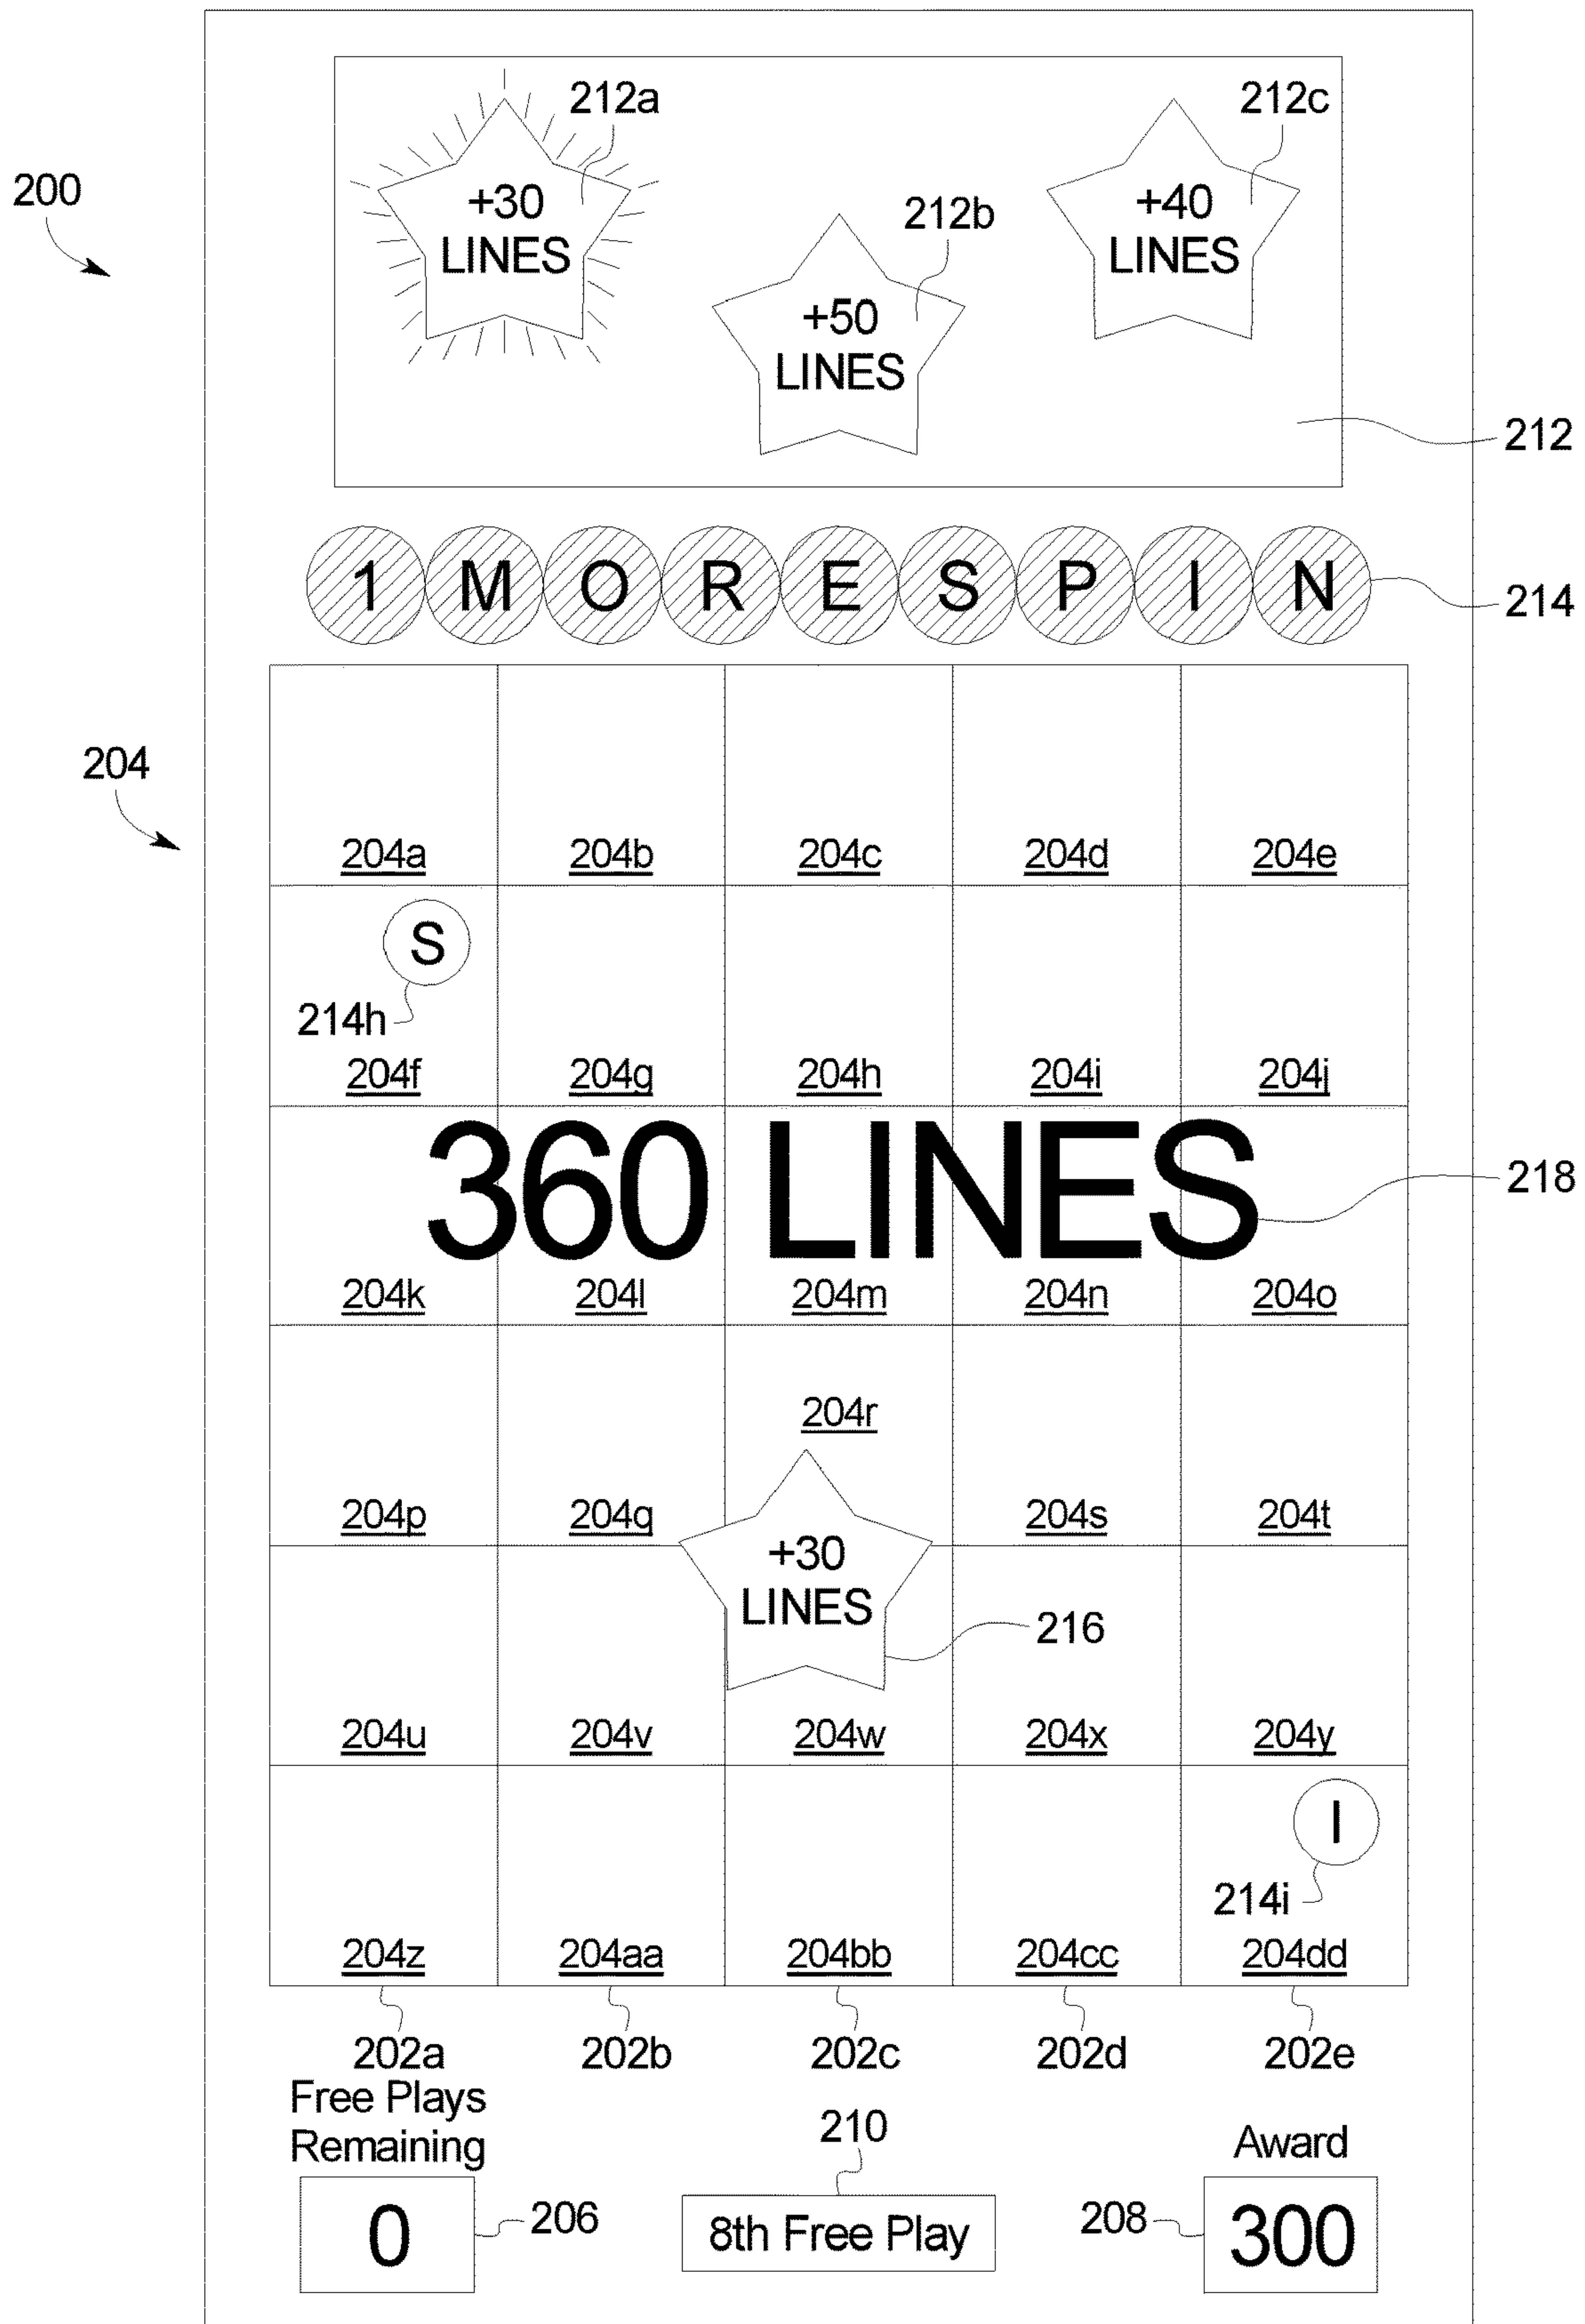 200
212a
+30
LINES
212b
+50
LINES
212c
+40
LINES
212
1 M O R E S P I N
214
204
204a 204b 204c 204d 204e
S
214h
204f 204g 204h 204i 204j
360 LINES
218
204k 204l 204m 204n 204o
204r
204p 204q 204s 204t
+30
LINES
216
204u 204v 204w 204x 204y
I
214i
204z 204aa 204bb 204cc 204dd
202a 202b 202c 202d 202e
Free Plays
Remaining
0
206
210
8th Free Play
Award
208
300